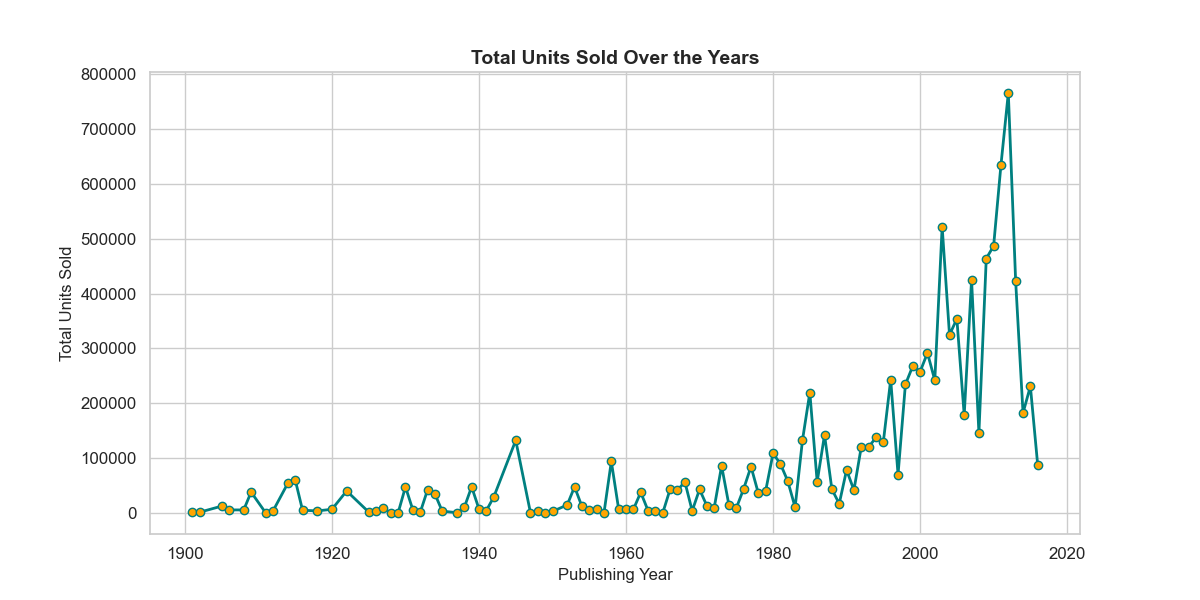 Total Units Sold Over the Years
800000
700000
600000
500000
400000
300000
200000
100000
0
Total Units Sold
1900 1920 1940 1960 1980 2000 2020
Publishing Year